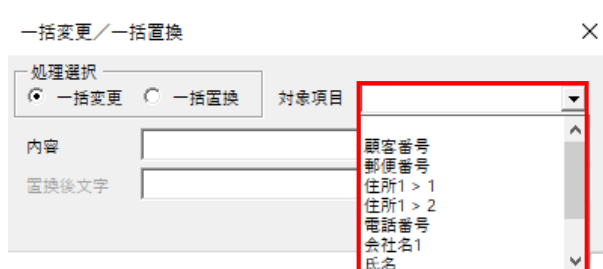 一括変更／一括置換
処理選択
一括変更 一括置換 対象項目
内容
置換後文字
顧客番号
郵便番号
住所1 > 1
住所1 > 2
電話番号
会社名1
氏名